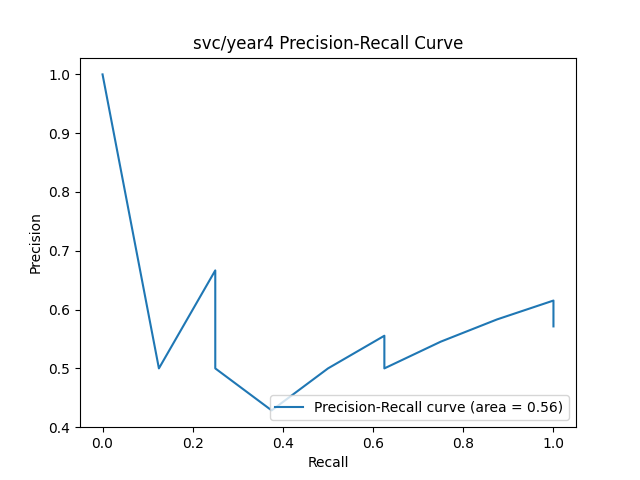 svc/year4 Precision-Recall Curve
1.0
0.9
0.8
0.7
0.6
0.5
0.4
Precision
Precision-Recall curve (area = 0.56)
0.0 0.2 0.4 0.6 0.8 1.0
Recall